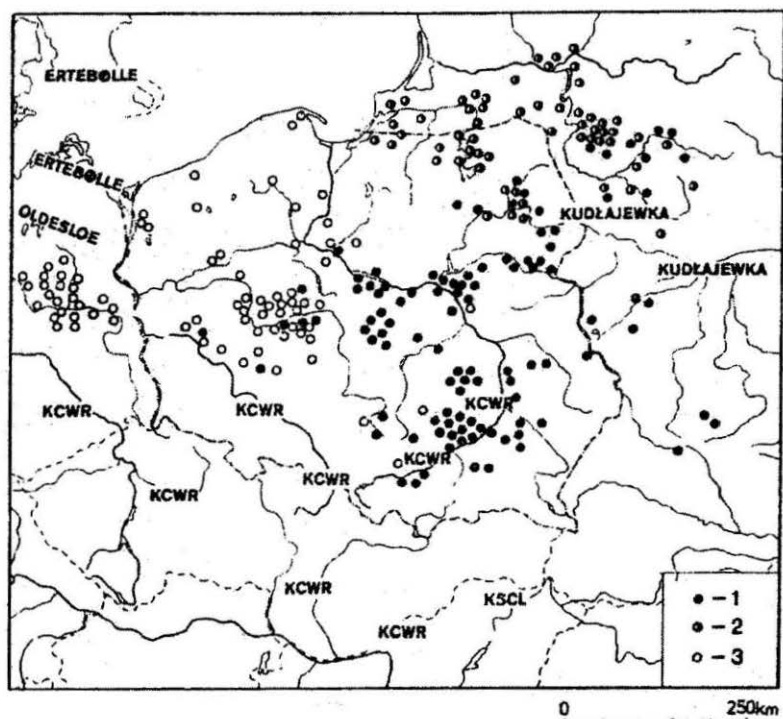 ERTEBØLLE
ERTEBØLLE
OLDESLOE
KUDŁAJEWKA
KUDŁAJEWKA
KCWR
KCWR
KCWR
KCWR
KCWR
KCWR
KCWR
KSCL
KCWR
● – 1
◑ – 2
○ – 3
0 250km